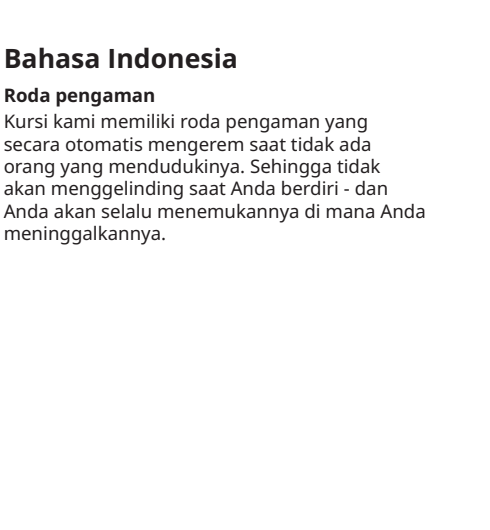 Bahasa Indonesia
Roda pengaman
Kursi kami memiliki roda pengaman yang
secara otomatis mengerem saat tidak ada
orang yang mendudukinya. Sehingga tidak
akan menggelinding saat Anda berdiri - dan
Anda akan selalu menemukannya di mana Anda
meninggalkannya.